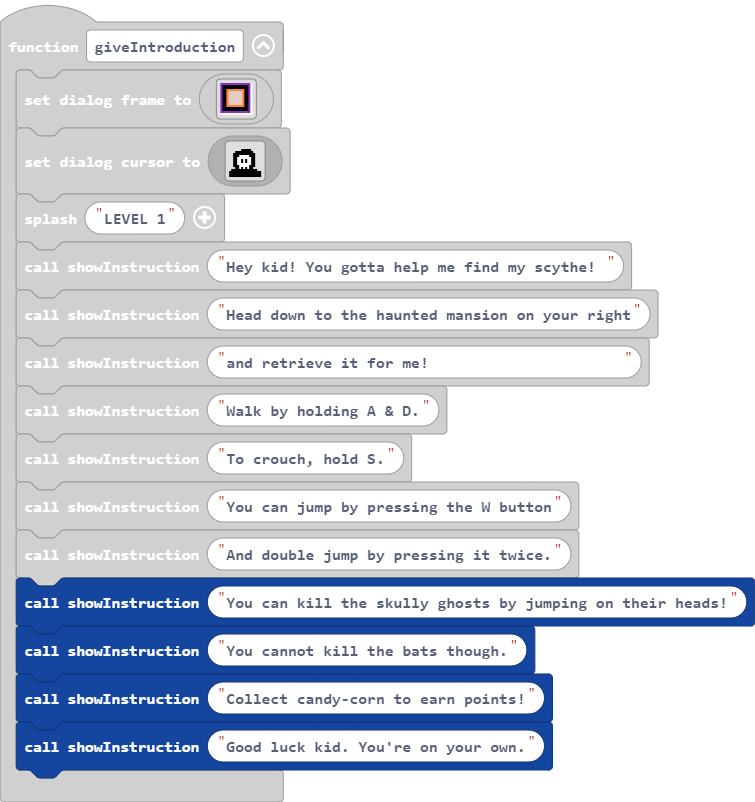 function giveIntroduction
set dialog frame to
set dialog cursor to
splash "LEVEL 1"
call showInstruction "Hey kid! You gotta help me find my scythe! "
call showInstruction "Head down to the haunted mansion on your right"
call showInstruction "and retrieve it for me! "
call showInstruction "Walk by holding A & D."
call showInstruction "To crouch, hold S."
call showInstruction "You can jump by pressing the W button"
call showInstruction "And double jump by pressing it twice."
call showInstruction "You can kill the skully ghosts by jumping on their heads!"
call showInstruction "You cannot kill the bats though."
call showInstruction "Collect candy-corn to earn points!"
call showInstruction "Good luck kid. You're on your own."